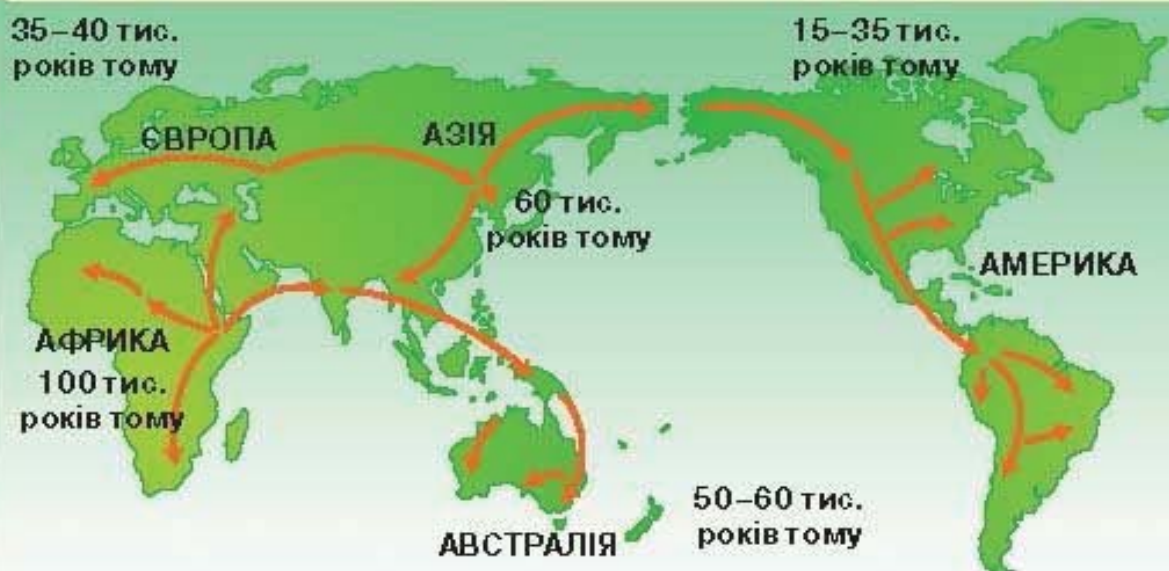 35–40 тис.
років тому
15–35 тис.
років тому
ЄВРОПА
АЗІЯ
60 тис.
років тому
АМЕРИКА
АФРИКА
100 тис.
років тому
50–60 тис.
років тому
АВСТРАЛІЯ